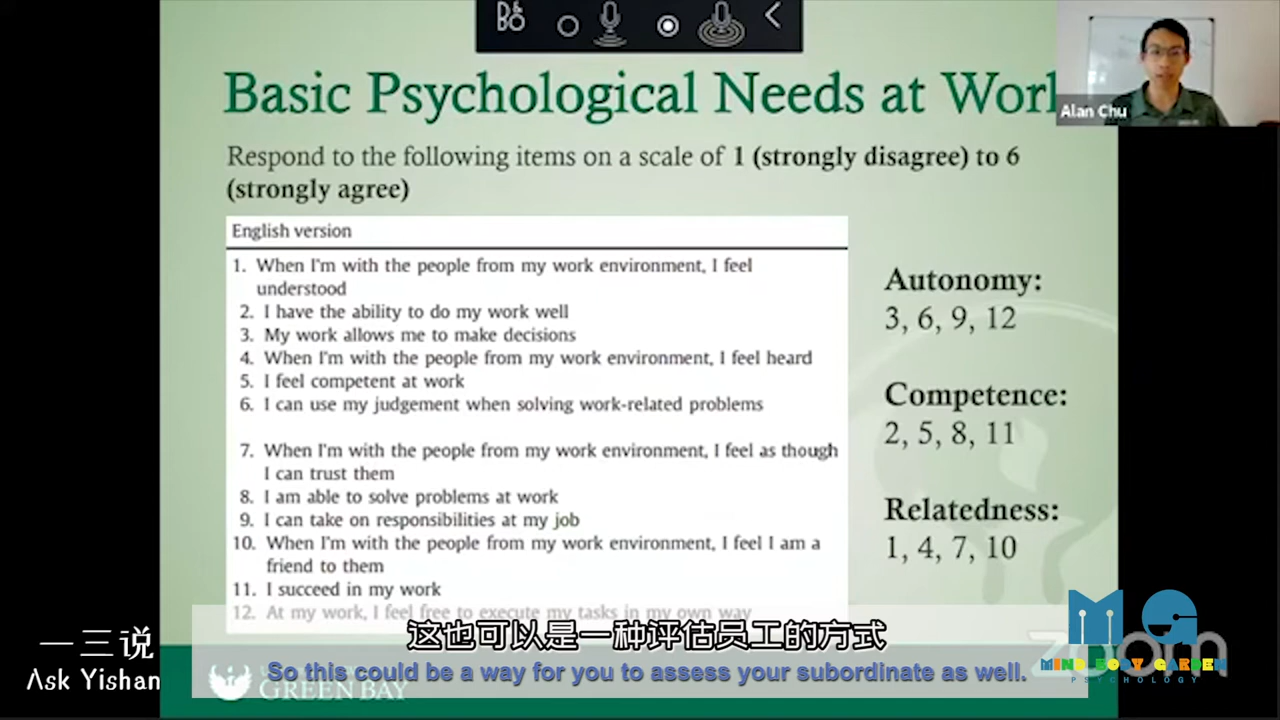 Basic Psychological Needs at Work
Alan Chu
Respond to the following items on a scale of 1 (strongly disagree) to 6
(strongly agree)
English version
1. When I'm with the people from my work environment, I feel
understood
2. I have the ability to do my work well
3. My work allows me to make decisions
4. When I'm with the people from my work environment, I feel heard
5. I feel competent at work
6. I can use my judgement when solving work-related problems
7. When I'm with the people from my work environment, I feel as though
I can trust them
8. I am able to solve problems at work
9. I can take on responsibilities at my job
10. When I'm with the people from my work environment, I feel I am a
friend to them
11. I succeed in my work
12. At my work, I feel free to execute my tasks in my own way
Autonomy:
3, 6, 9, 12
Competence:
2, 5, 8, 11
Relatedness:
1, 4, 7, 10
一三说
Ask Yishan
这也可以是一种评估员工的方式
So this could be a way for you to assess your subordinate as well.
GREEN BAY
zoom
MG
MIND BODY GARDEN
PSYCHOLOGY